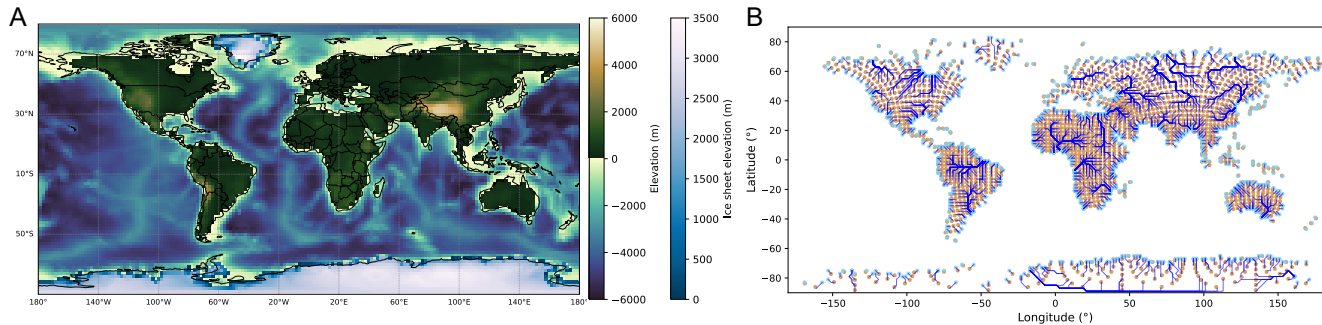 A
B
70°N
30°N
10°S
50°S
180°
140°W
100°W
60°W
20°W
20°E
60°E
100°E
140°E
180°
6000
4000
2000
0
−2000
−4000
−6000
Elevation (m)
3500
3000
2500
2000
1500
1000
500
0
Ice sheet elevation (m)
80
60
40
20
0
−20
−40
−60
−80
Latitude (°)
−150
−100
−50
0
50
100
150
Longitude (°)